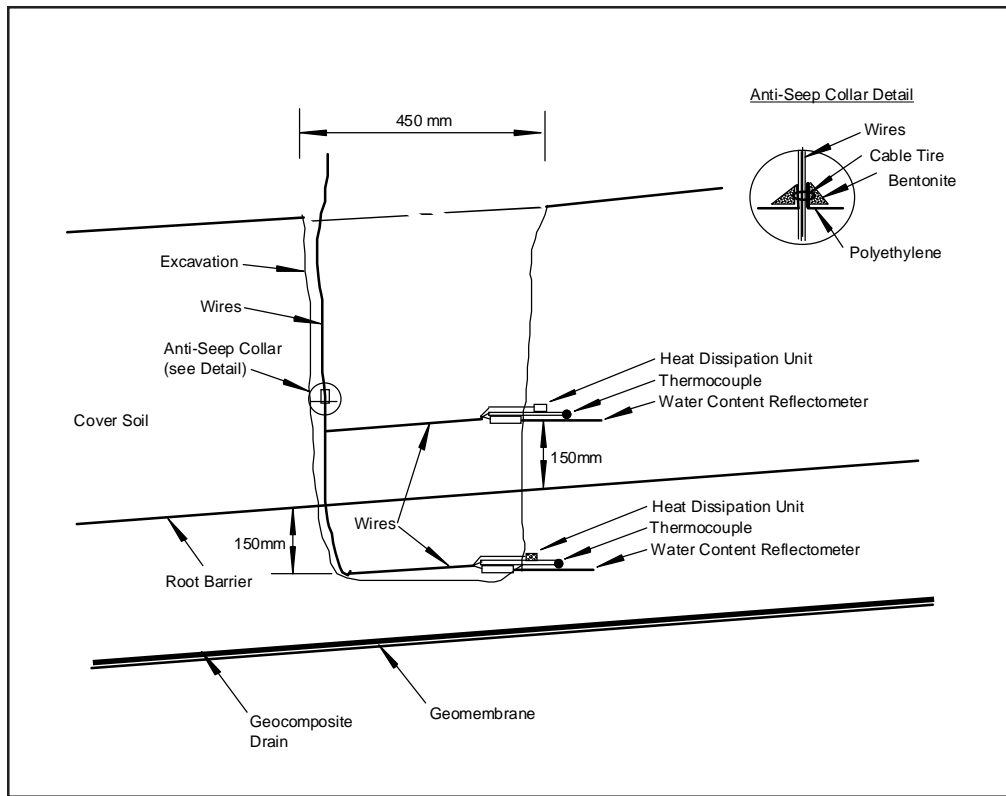 Anti-Seep Collar Detail
Wires
Cable Tire
Bentonite
Polyethylene
450 mm
Excavation
Wires
Anti-Seep Collar
(see Detail)
Cover Soil
Heat Dissipation Unit
Thermocouple
Water Content Reflectometer
150mm
Wires
150mm
Heat Dissipation Unit
Thermocouple
Water Content Reflectometer
Root Barrier
Geocomposite
Drain
Geomembrane